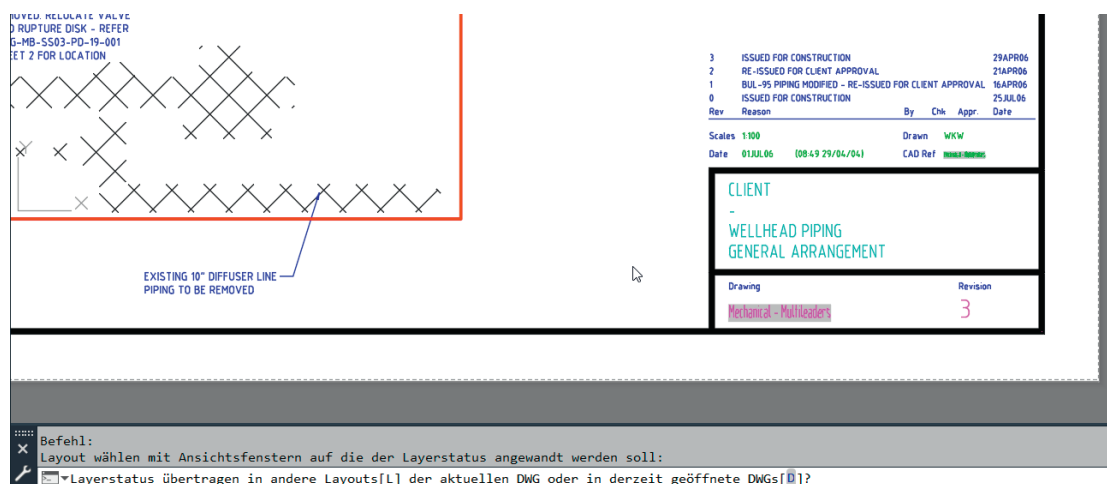 MOVED. RELOCATE VALVE
RUPTURE DISK - REFER
G-MB-SS03-PD-19-001
EET 2 FOR LOCATION
EXISTING 10" DIFFUSER LINE
PIPING TO BE REMOVED
3 ISSUED FOR CONSTRUCTION 29APR06
2 RE-ISSUED FOR CLIENT APPROVAL 21APR06
1 BUL-95 PIPING MODIFIED - RE-ISSUED FOR CLIENT APPROVAL 16APR06
0 ISSUED FOR CONSTRUCTION 25JUL06
Rev Reason By Chk Appr. Date
Scales 1:100 Drawn WKW
Date 01JUL06 (08:49 29/04/04) CAD Ref
CLIENT
-
WELLHEAD PIPING
GENERAL ARRANGEMENT
Drawing Revision
Mechanical - Multileaders 3
Befehl:
Layout wählen mit Ansichtsfenstern auf die der Layerstatus angewandt werden soll:
Layerstatus übertragen in andere Layouts[L] der aktuellen DWG oder in derzeit geöffnete DWGs[D]?